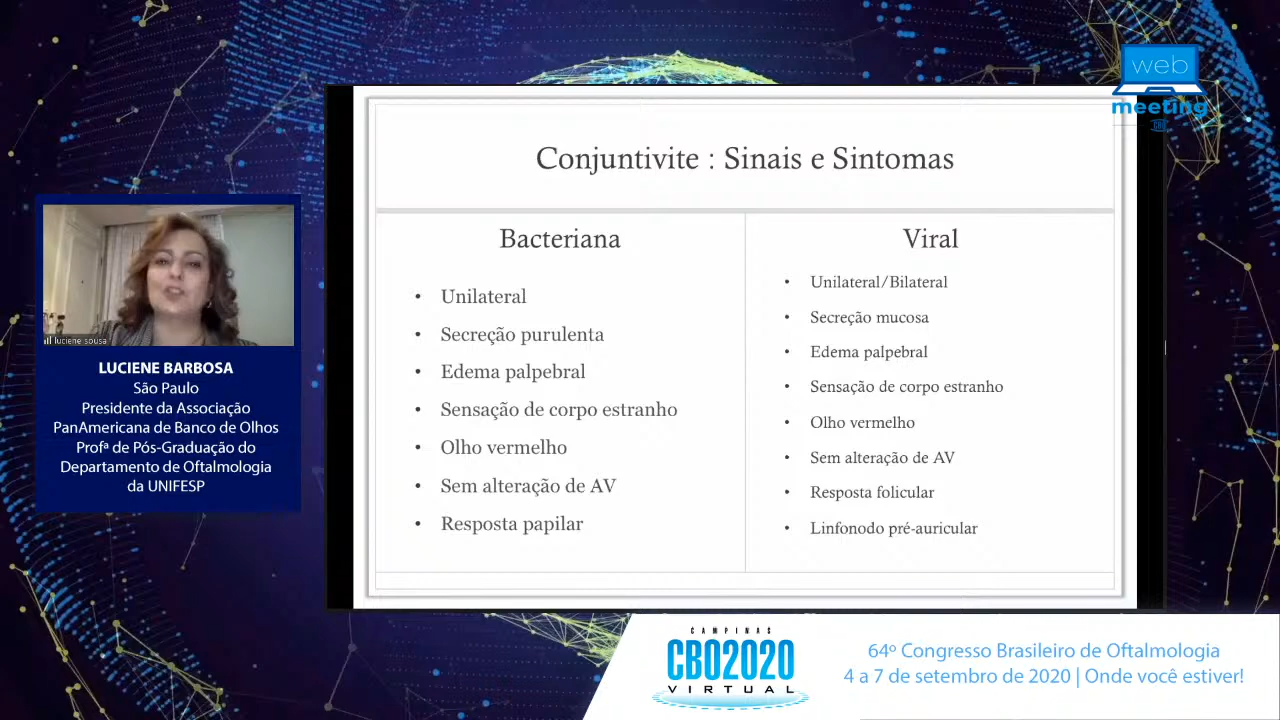 web
meeting
CBO
Conjuntivite : Sinais e Sintomas
Bacteriana
• Unilateral
• Secreção purulenta
• Edema palpebral
• Sensação de corpo estranho
• Olho vermelho
• Sem alteração de AV
• Resposta papilar
Viral
• Unilateral/Bilateral
• Secreção mucosa
• Edema palpebral
• Sensação de corpo estranho
• Olho vermelho
• Sem alteração de AV
• Resposta folicular
• Linfonodo pré-auricular
luciene sousa
LUCIENE BARBOSA
São Paulo
Presidente da Associação
PanAmericana de Banco de Olhos
Profª de Pós-Graduação do
Departamento de Oftalmologia
da UNIFESP
CAMPINAS
CBO2020
VIRTUAL
64º Congresso Brasileiro de Oftalmologia
4 a 7 de setembro de 2020 | Onde você estiver!